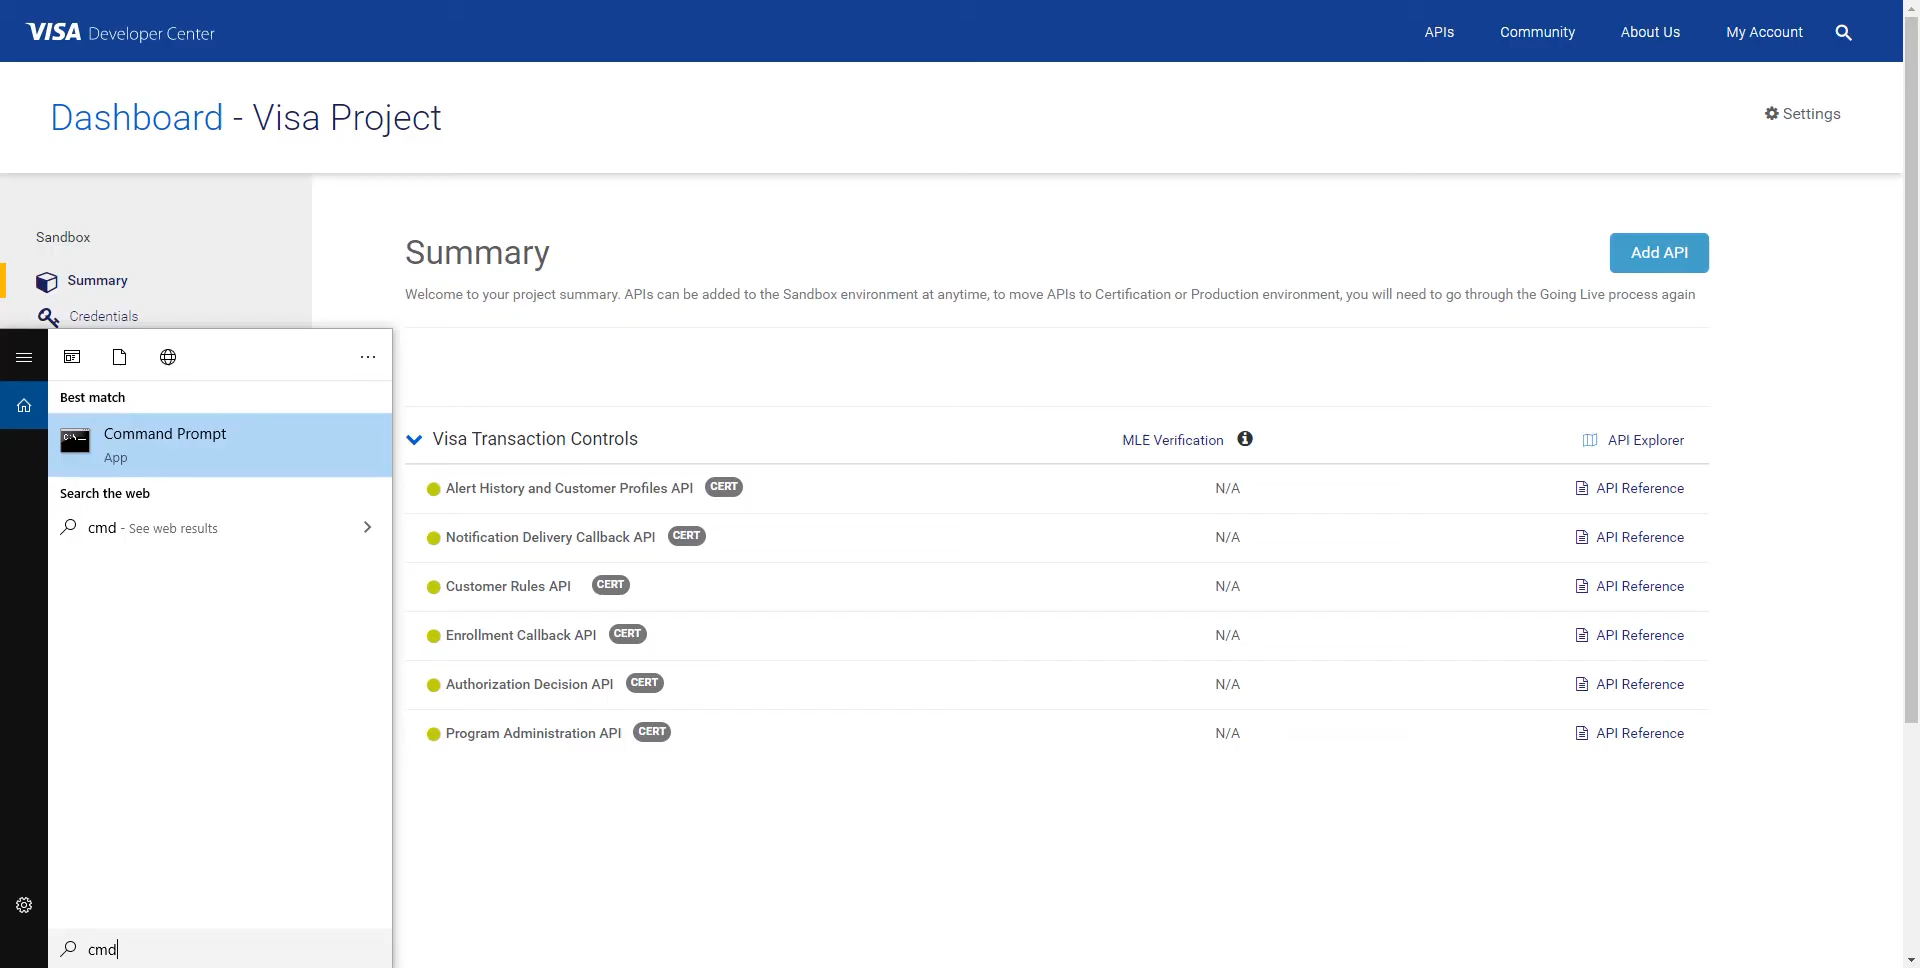 VISA Developer Center
APIs
Community
About Us
My Account
Dashboard - Visa Project
Settings
Sandbox
Summary
Credentials
Summary
Add API
Welcome to your project summary. APIs can be added to the Sandbox environment at anytime, to move APIs to Certification or Production environment, you will need to go through the Going Live process again
Visa Transaction Controls
MLE Verification
API Explorer
Alert History and Customer Profiles API CERT N/A API Reference
Notification Delivery Callback API CERT N/A API Reference
Customer Rules API CERT N/A API Reference
Enrollment Callback API CERT N/A API Reference
Authorization Decision API CERT N/A API Reference
Program Administration API CERT N/A API Reference
Best match
Command Prompt
App
Search the web
cmd - See web results
cmd